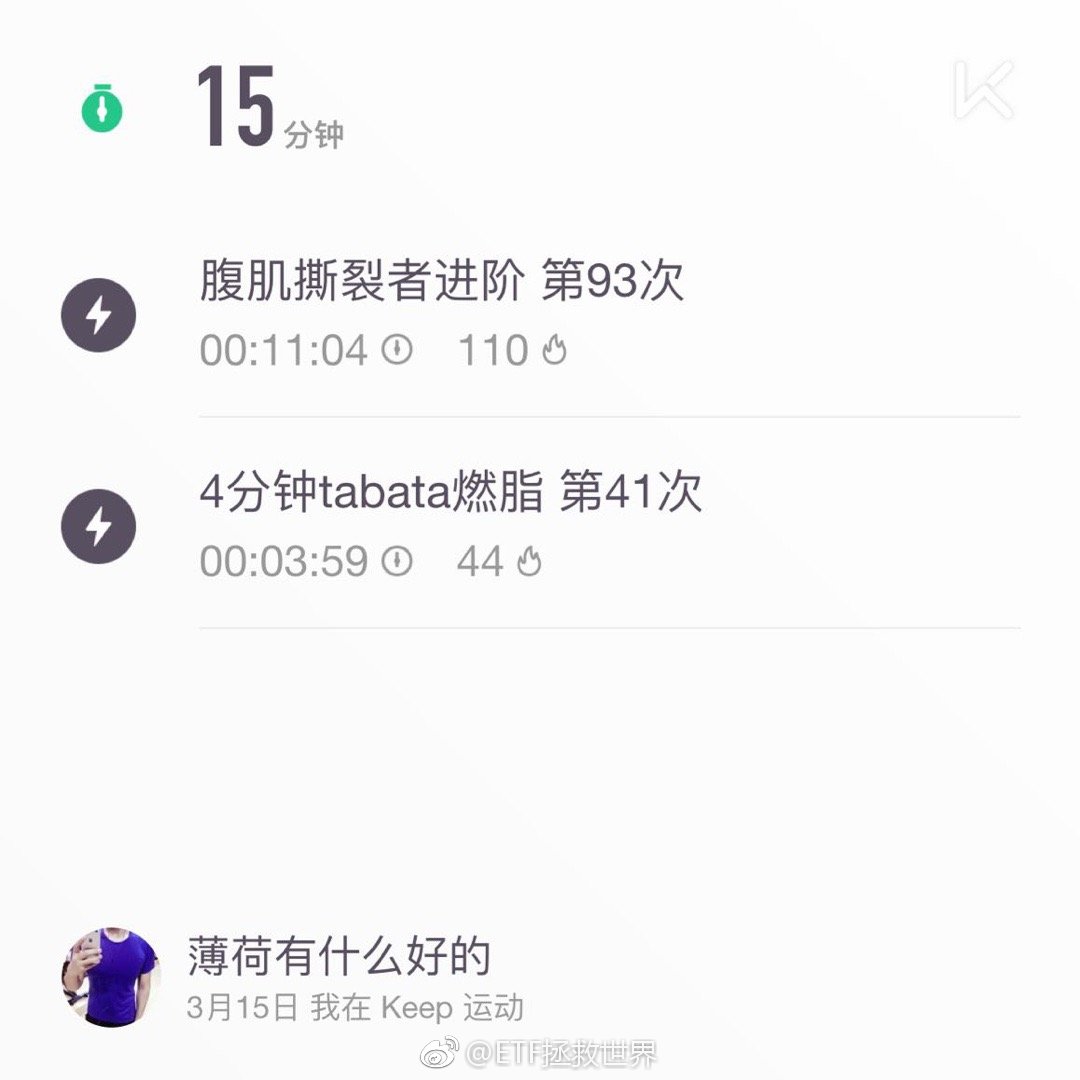 15分钟
腹肌撕裂者进阶 第93次
00:11:04 110
4分钟tabata燃脂 第41次
00:03:59 44
薄荷有什么好的
3月15日 我在 Keep 运动
@ETF拯救世界